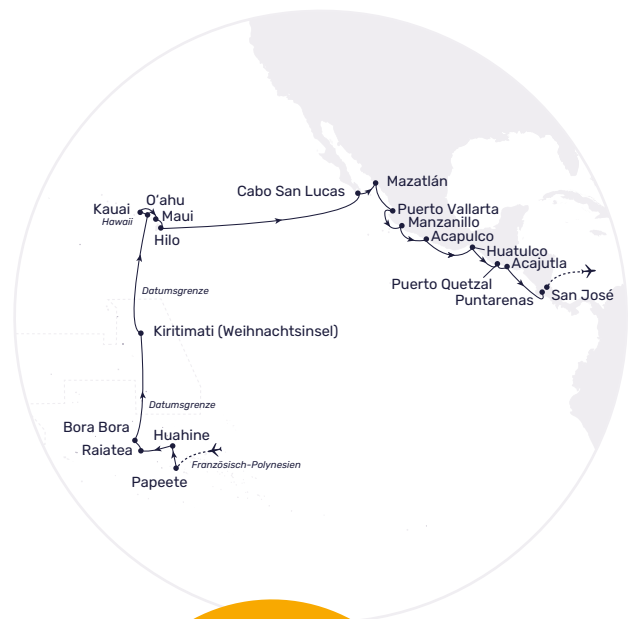 Mazatlán
Cabo San Lucas
O‘ahu
Kauai
Hawaii
Maui
Hilo
Puerto Vallarta
Manzanillo
Acapulco
Huatulco
Acajutla
Puerto Quetzal
Puntarenas
San José
Datumsgrenze
Kiritimati (Weihnachtsinsel)
Datumsgrenze
Bora Bora
Huahine
Raiatea
Französisch-Polynesien
Papeete